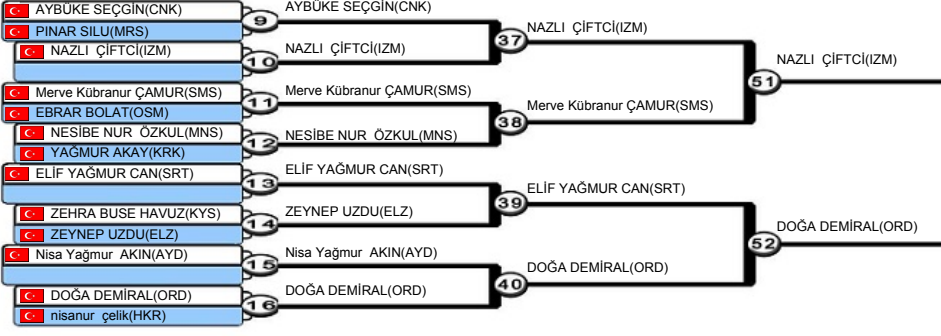 AYBÜKE SEÇGİN(CNK)
PINAR SILU(MRS)
9
AYBÜKE SEÇGİN(CNK)
NAZLI ÇİFTCİ(IZM)
10
NAZLI ÇİFTCİ(IZM)
37
NAZLI ÇİFTCİ(IZM)
Merve Kübranur ÇAMUR(SMS)
EBRAR BOLAT(OSM)
11
Merve Kübranur ÇAMUR(SMS)
NESİBE NUR ÖZKUL(MNS)
YAĞMUR AKAY(KRK)
12
NESİBE NUR ÖZKUL(MNS)
38
Merve Kübranur ÇAMUR(SMS)
51
NAZLI ÇİFTCİ(IZM)
ELİF YAĞMUR CAN(SRT)
13
ELİF YAĞMUR CAN(SRT)
ZEHRA BUSE HAVUZ(KYS)
ZEYNEP UZDU(ELZ)
14
ZEYNEP UZDU(ELZ)
39
ELİF YAĞMUR CAN(SRT)
Nisa Yağmur AKIN(AYD)
15
Nisa Yağmur AKIN(AYD)
DOĞA DEMİRAL(ORD)
nisanur çelik(HKR)
16
DOĞA DEMİRAL(ORD)
40
DOĞA DEMİRAL(ORD)
52
DOĞA DEMİRAL(ORD)